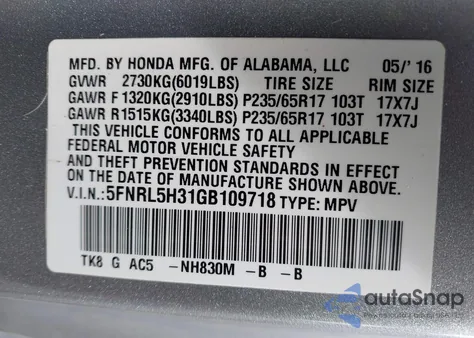 MFD. BY HONDA MFG. OF ALABAMA, LLC 05/'16
GVWR 2730KG(6019LBS) TIRE SIZE RIM SIZE
GAWR F 1320KG(2910LBS) P235/65R17 103T 17X7J
GAWR R1515KG(3340LBS) P235/65R17 103T 17X7J
THIS VEHICLE CONFORMS TO ALL APPLICABLE
FEDERAL MOTOR VEHICLE SAFETY
AND THEFT PREVENTION STANDARDS IN EFFECT
ON THE DATE OF MANUFACTURE SHOWN ABOVE.
V.I.N.:5FNRL5H31GB109718 TYPE: MPV
TK8 G AC5 -NH830M -B -B
autoSnap